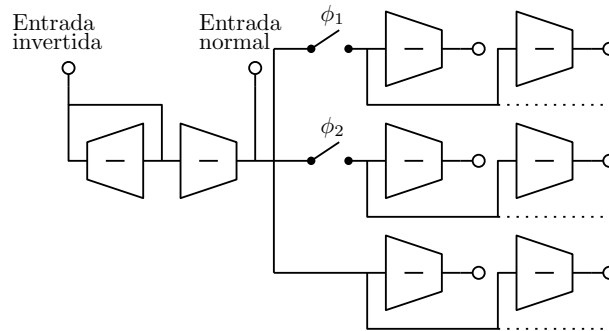 Entrada
invertida
Entrada
normal
ϕ1
ϕ2